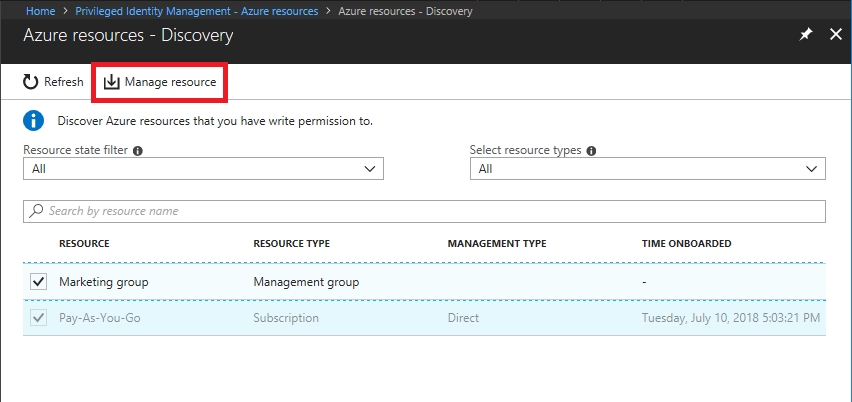 Home > Privileged Identity Management - Azure resources > Azure resources - Discovery
Azure resources - Discovery
Refresh Manage resource
Discover Azure resources that you have write permission to.
Resource state filter Select resource types
All All
Search by resource name
RESOURCE RESOURCE TYPE MANAGEMENT TYPE TIME ONBOARDED
Marketing group Management group -
Pay-As-You-Go Subscription Direct Tuesday, July 10, 2018 5:03:21 PM